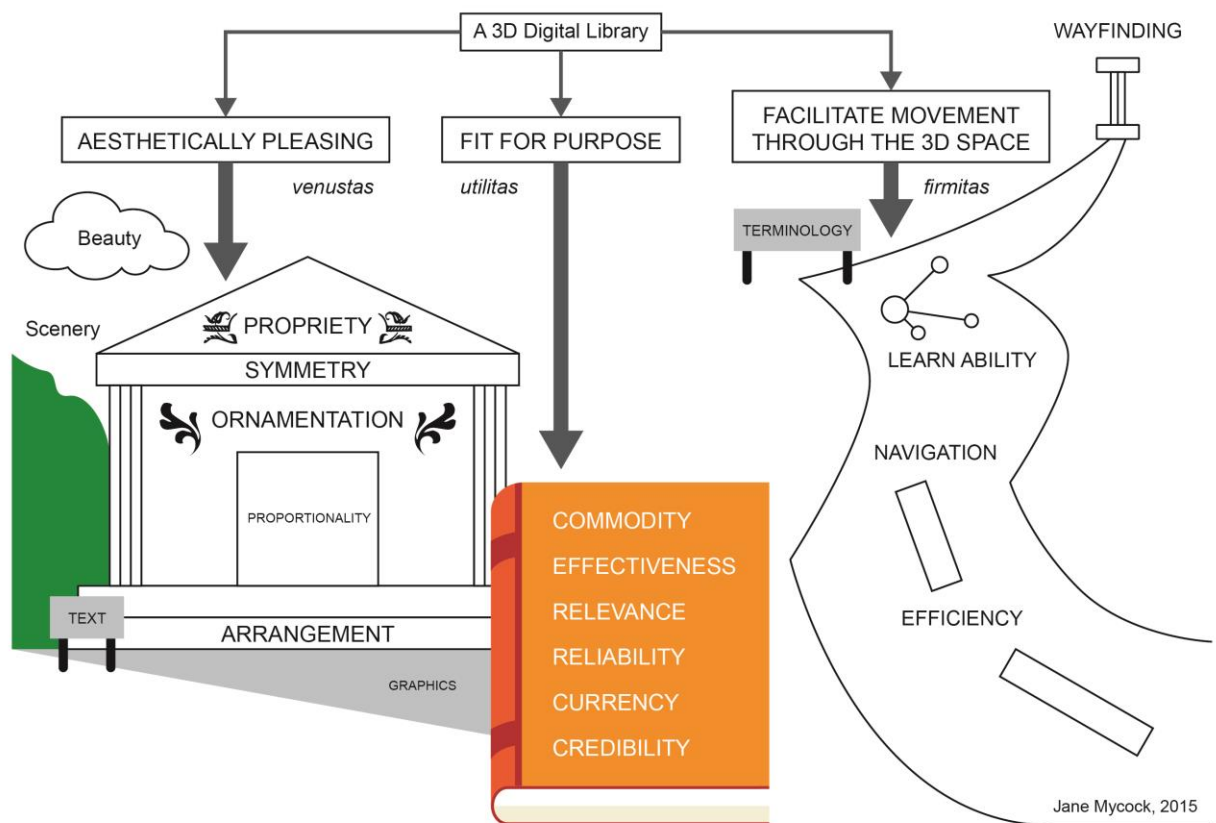 A 3D Digital Library
AESTHETICALLY PLEASING
venustas
FIT FOR PURPOSE
utilitas
FACILITATE MOVEMENT
THROUGH THE 3D SPACE
firmitas
WAYFINDING
Beauty
Scenery
PROPRIETY
SYMMETRY
ORNAMENTATION
PROPORTIONALITY
TEXT
ARRANGEMENT
GRAPHICS
COMMODITY
EFFECTIVENESS
RELEVANCE
RELIABILITY
CURRENCY
CREDIBILITY
TERMINOLOGY
LEARN ABILITY
NAVIGATION
EFFICIENCY
Jane Mycock, 2015